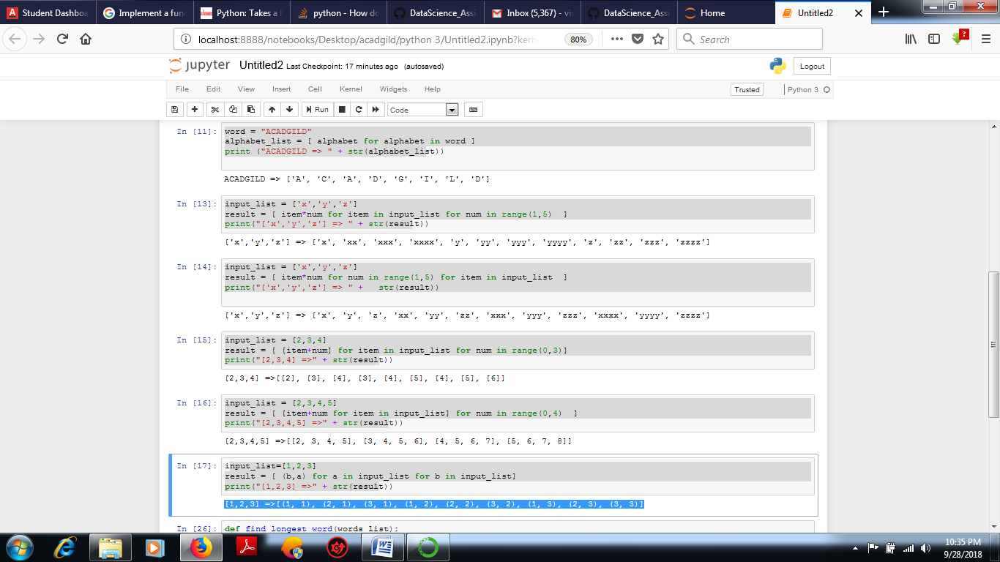 Student Dashboa
Implement a func
Python: Takes a l
python - How do
DataScience_Assi
Inbox (5,367) - vis
DataScience_Assi
Home
Untitled2
localhost:8888/notebooks/Desktop/acadgild/python 3/Untitled2.ipynb?kern
80%
Search
jupyter Untitled2 Last Checkpoint: 17 minutes ago (autosaved)
Logout
File Edit View Insert Cell Kernel Widgets Help
Trusted
Python 3
Run
Code
In [11]: word = "ACADGILD"
alphabet_list = [ alphabet for alphabet in word ]
print ("ACADGILD => " + str(alphabet_list))
ACADGILD => ['A', 'C', 'A', 'D', 'G', 'I', 'L', 'D']
In [13]: input_list = ['x','y','z']
result = [ item*num for item in input_list for num in range(1,5)  ]
print("['x','y','z'] => " + str(result))
['x','y','z'] => ['x', 'xx', 'xxx', 'xxxx', 'y', 'yy', 'yyy', 'yyyy', 'z', 'zz', 'zzz', 'zzzz']
In [14]: input_list = ['x','y','z']
result = [ item*num for num in range(1,5) for item in input_list  ]
print("['x','y','z'] => " +   str(result))
['x','y','z'] => ['x', 'y', 'z', 'xx', 'yy', 'zz', 'xxx', 'yyy', 'zzz', 'xxxx', 'yyyy', 'zzzz']
In [15]: input_list = [2,3,4]
result = [ [item+num] for item in input_list for num in range(0,3)]
print("[2,3,4] =>" + str(result))
[2,3,4] =>[[2], [3], [4], [3], [4], [5], [4], [5], [6]]
In [16]: input_list = [2,3,4,5]
result = [ [item+num for item in input_list] for num in range(0,4)  ]
print("[2,3,4,5] =>" + str(result))
[2,3,4,5] =>[[2, 3, 4, 5], [3, 4, 5, 6], [4, 5, 6, 7], [5, 6, 7, 8]]
In [17]: input_list=[1,2,3]
result = [ (b,a) for a in input_list for b in input_list]
print("[1,2,3] =>" + str(result))
[1,2,3] =>[(1, 1), (2, 1), (3, 1), (1, 2), (2, 2), (3, 2), (1, 3), (2, 3), (3, 3)]
In [26]: def find_longest_word(words_list):
10:35 PM
9/28/2018